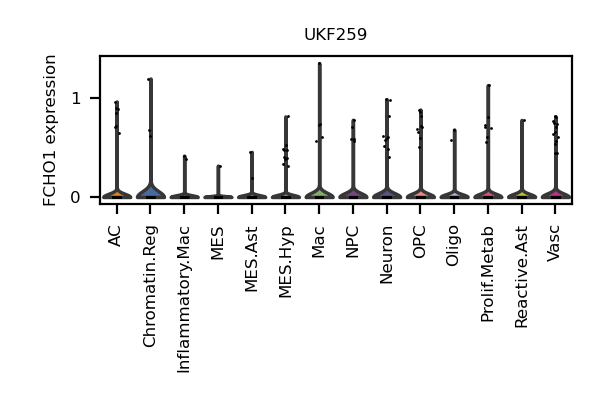 UKF259
FCHO1 expression
1
0
AC
Chromatin.Reg
Inflammatory.Mac
MES
MES.Ast
MES.Hyp
Mac
NPC
Neuron
OPC
Oligo
Prolif.Metab
Reactive.Ast
Vasc